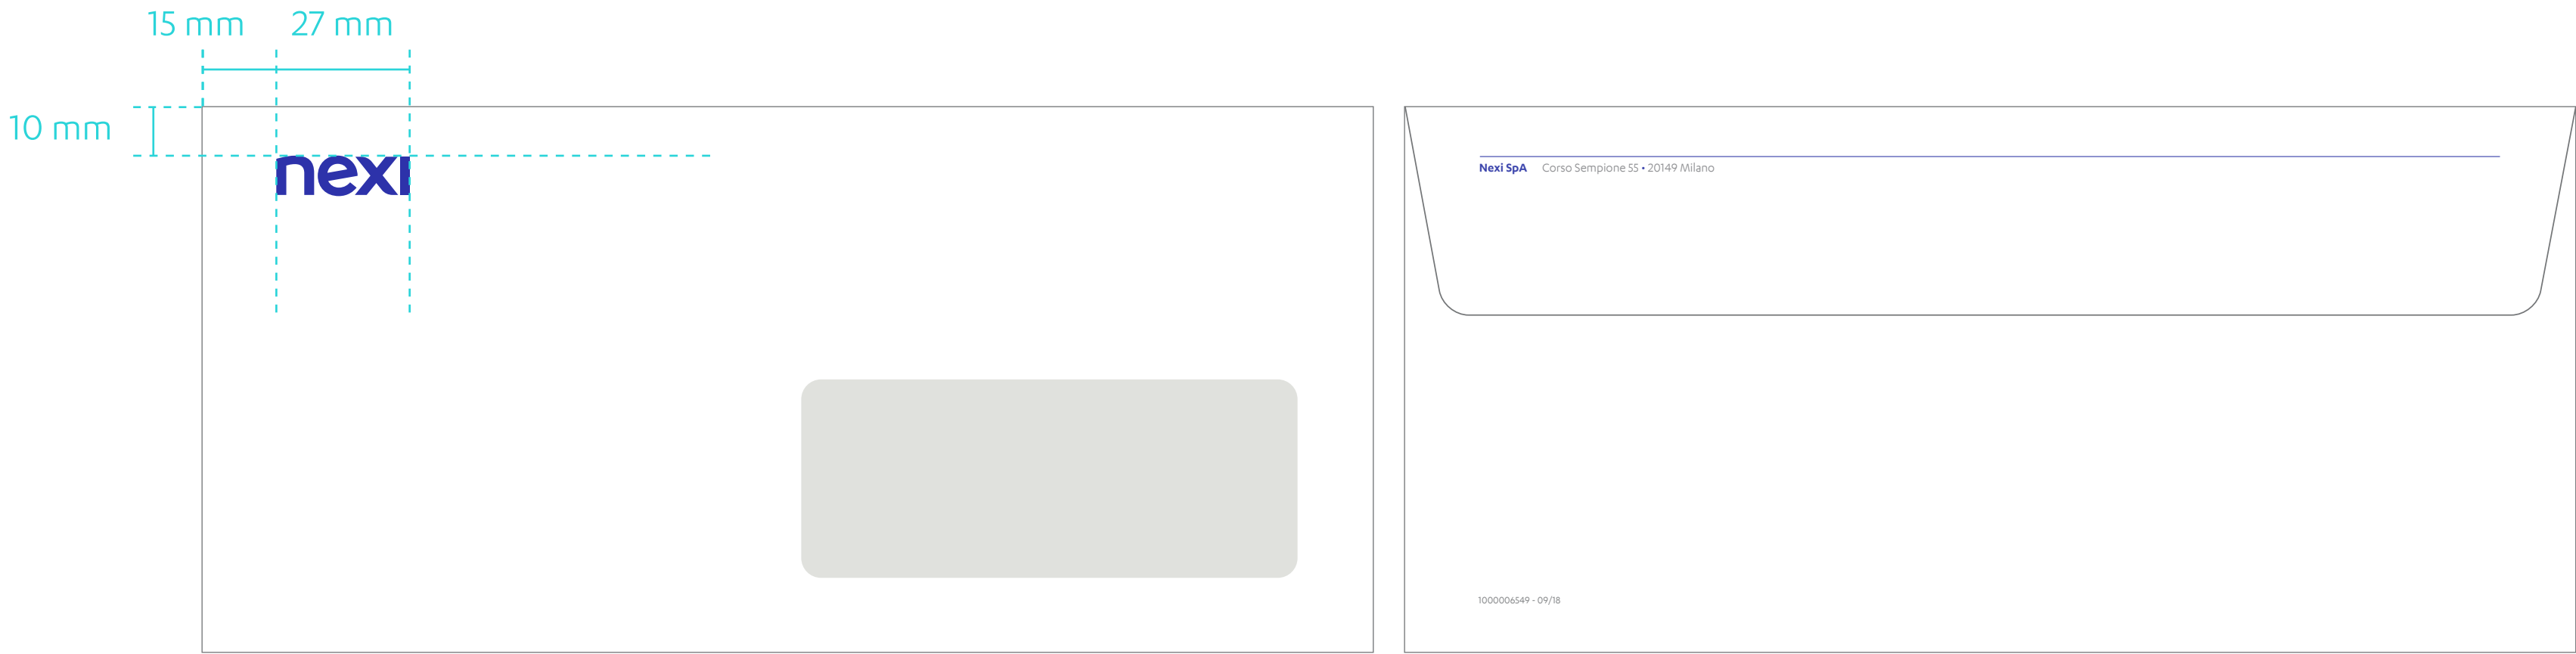 15 mm 27 mm
10 mm
nexi
Nexi SpA Corso Sempione 55 • 20149 Milano
1000006549 - 09/18